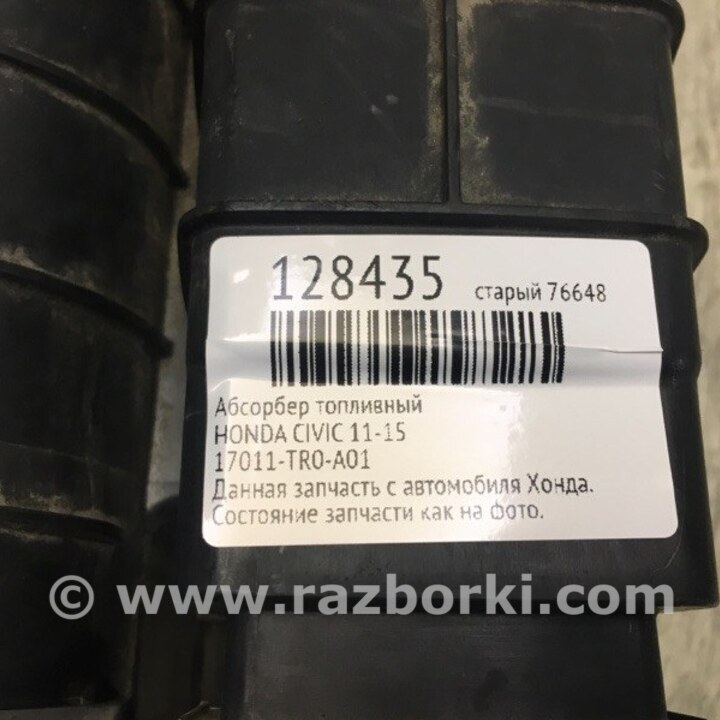 128435 старый 76648
Абсорбер топливный
HONDA CIVIC 11-15
17011-TR0-A01
Данная запчасть с автомобиля Хонда.
Состояние запчасти как на фото.
© www.razborki.com